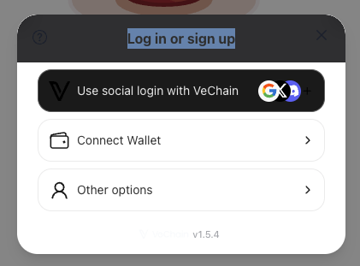 Log in or sign up
Use social login with VeChain
Connect Wallet
Other options
v1.5.4